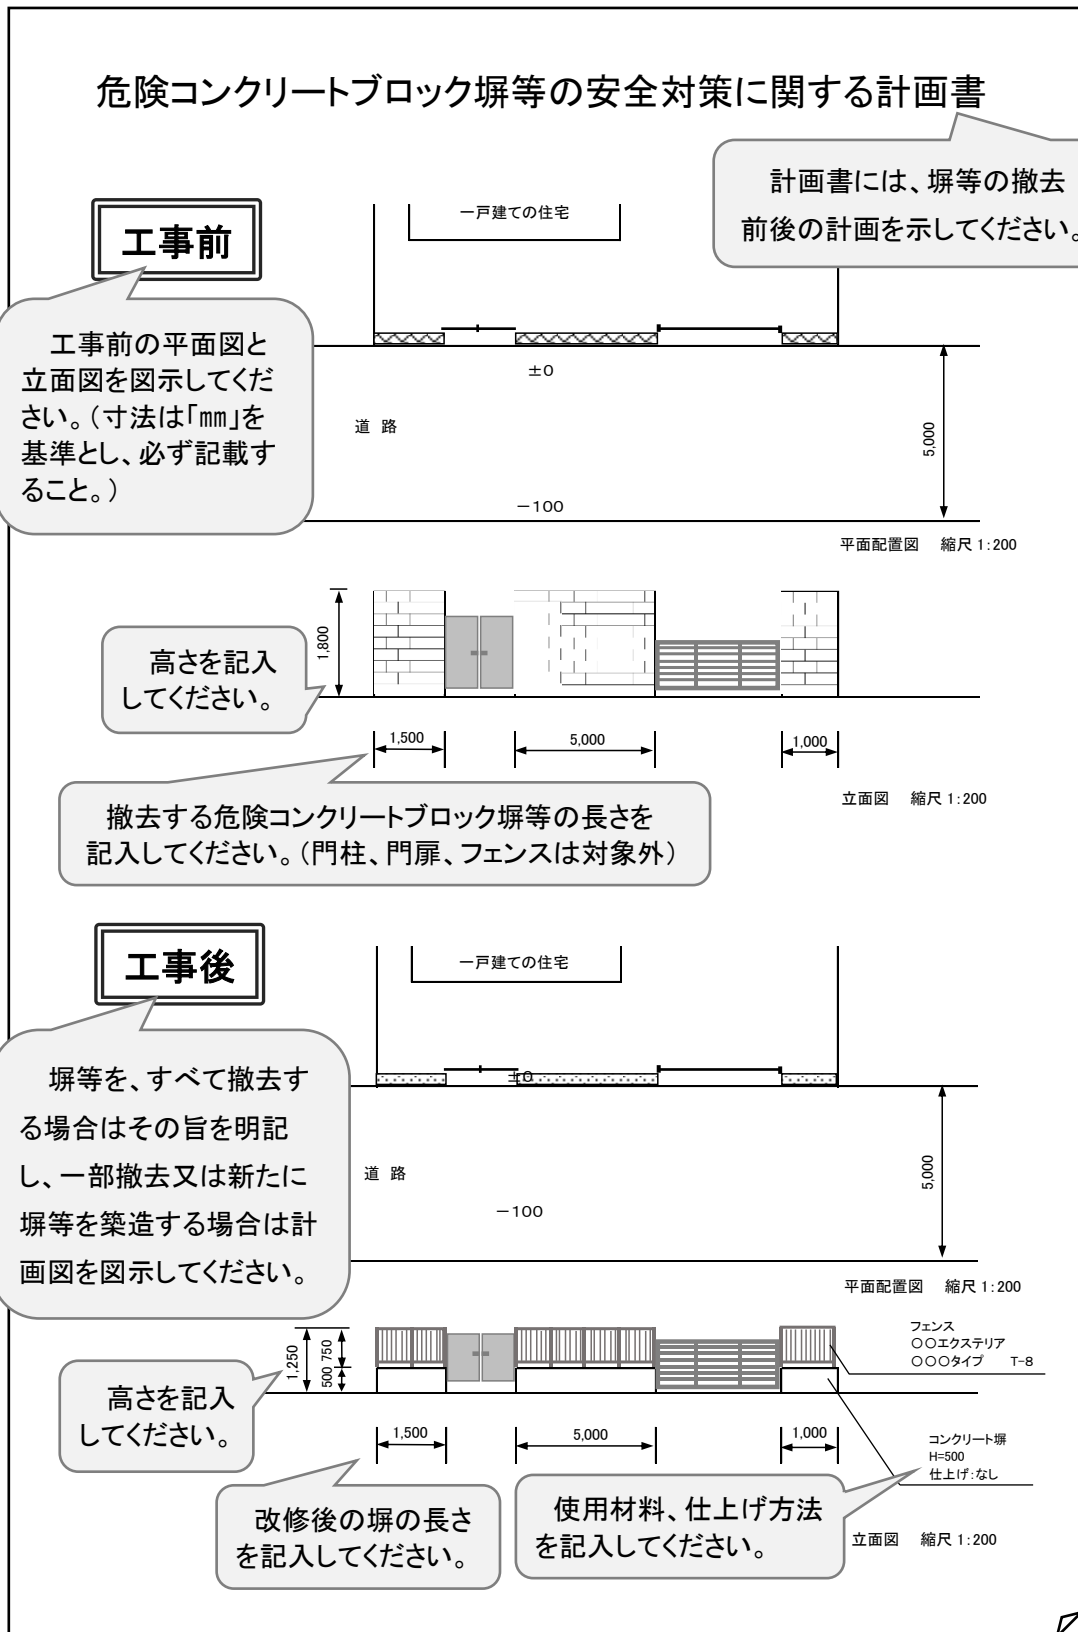 危険コンクリートブロック塀等の安全対策に関する計画書
計画書には、塀等の撤去
前後の計画を示してください。
工事前
一戸建ての住宅
工事前の平面図と
立面図を図示してくだ
さい。（寸法は「㎜」を
基準とし、必ず記載す
ること。）
±0
道 路
5,000
－100
平面配置図　縮尺 1:200
1,800
高さを記入
してください。
1,500
5,000
1,000
立面図　縮尺 1:200
撤去する危険コンクリートブロック塀等の長さを
記入してください。（門柱、門扉、フェンスは対象外）
工事後
一戸建ての住宅
±0
塀等を、すべて撤去す
る場合はその旨を明記
し、一部撤去又は新たに
塀等を築造する場合は計
画図を図示してください。
道 路
5,000
－100
平面配置図　縮尺 1:200
フェンス
○○エクステリア
○○○タイプ　T-8
1,250
750
500
高さを記入
してください。
1,500
5,000
1,000
コンクリート塀
H=500
仕上げ:なし
改修後の塀の長さ
を記入してください。
使用材料、仕上げ方法
を記入してください。
立面図　縮尺 1:200